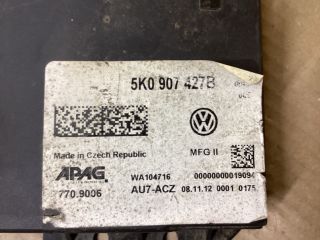 5K0 907 427B
Made in Czech Republic
MFG II
APAG
WA104716
00000000019094
770.9006
AU7-ACZ
08.11.12 0001 0175